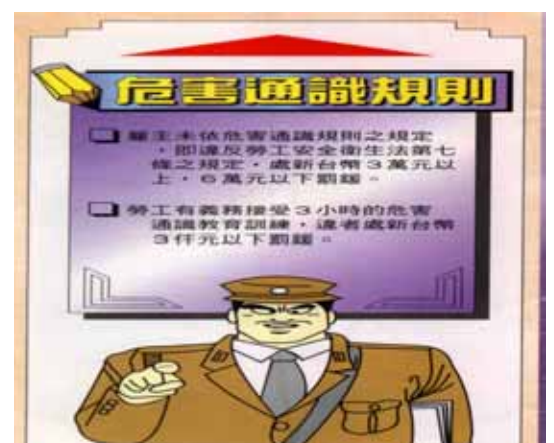 危害通識規則
雇主未依危害通識規則之規定
，即違反勞工安全衛生法第七
條之規定，處新台幣3萬元以
上，6萬元以下罰鍰。
勞工有義務接受3小時的危害
通識教育訓練，違者處新台幣
3仟元以下罰鍰。